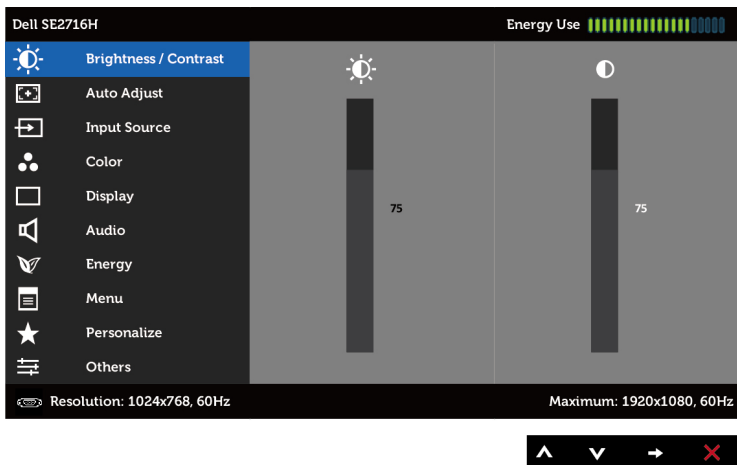 Dell SE2716H Energy Use
Brightness / Contrast
Auto Adjust
Input Source
Color
Display
75 75
Audio
Energy
Menu
Personalize
Others
Resolution: 1024x768, 60Hz Maximum: 1920x1080, 60Hz